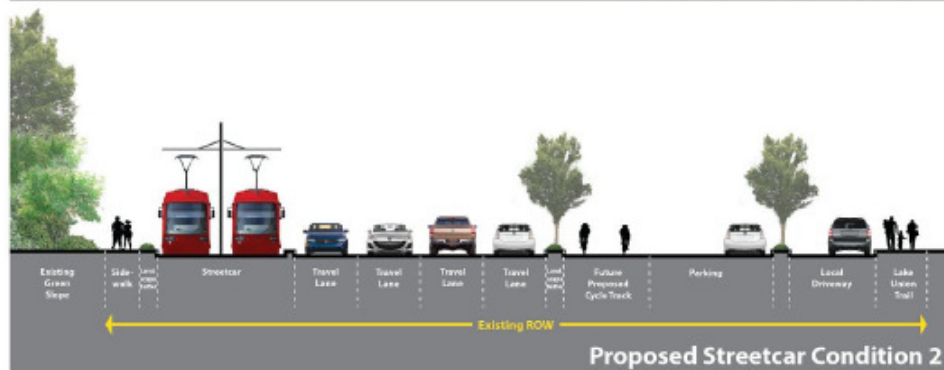 Existing
Green
Slope
Side-
walk
Streetcar
Travel
Lane
Travel
Lane
Travel
Lane
Travel
Lane
Future
Proposed
Cycle Track
Parking
Local
Driveway
Lake
Union
Trail
Existing ROW
Proposed Streetcar Condition 2